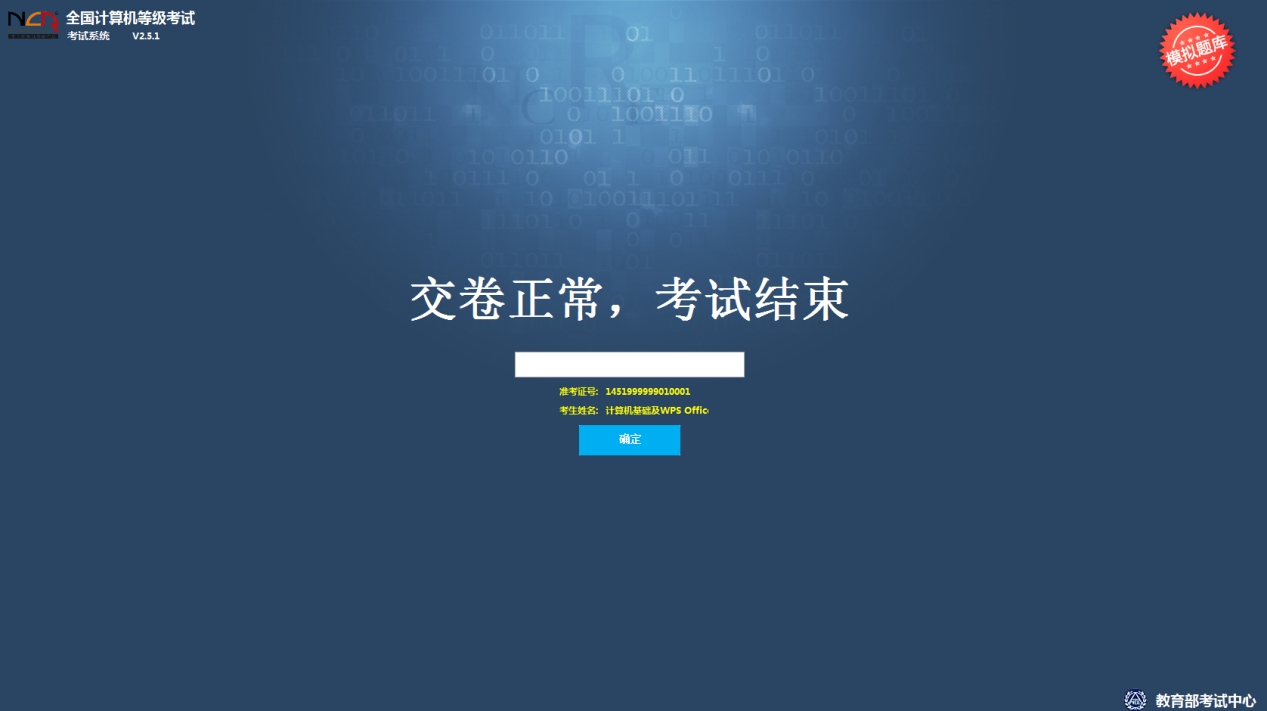 NCR
全国计算机等级考试
考试系统 V2.5.1
模拟题库
交卷正常，考试结束
准考证号: 1451999999010001
考生姓名: 计算机基础及WPS Offic
确定
教育部考试中心